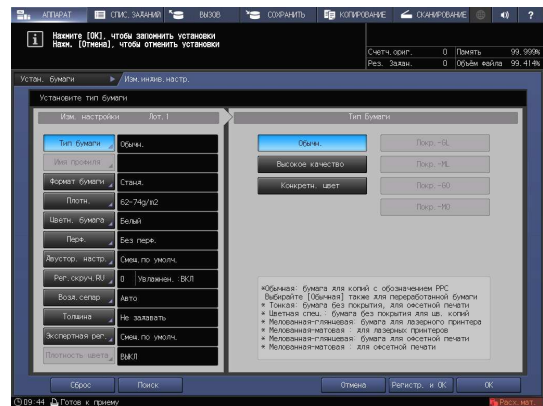 АППАРАТ
СПИС. ЗАДАНИЙ
ВЫЗОВ
СОХРАНИТЬ
КОПИРОВАНИЕ
СКАНИРОВАНИЕ
?
Нажмите [OK], чтобы запомнить установки
Нажм. [Отмена], чтобы отменить установки
Счетч. ориг. 0 Память 99.999%
Рез. Задан. 0 Объём файла 99.414%
Устан. бумаги
Изм. индив. настр.
Установите тип бумаги
Изм. настройки Лот. 1
Тип Бумаги
Тип бумаги Обычн.
Имя профиля
Формат бумаги Станд.
Плотн. 62-74g/m2
Цветн. бумага Белый
Перф. Без перф.
Двустор. настр. Смещ. по умолч.
Рег. скруч. RU 0 Увлажнен. :ВКЛ
Возд. сепар Авто
Толщина Не задавать
Экспертная рег. Смещ. по умолч.
Плотность цвета ВЫКЛ
Обычн.
Высокое качество
Конкретн. цвет
Покр. -GL
Покр. -ML
Покр. -GO
Покр. -MO
*Обычная: бумага для копий с обозначением PPC
Выбирайте [Обычная] также для переработанной бумаги
* Тонкая: бумага без покрытия, для офсетной печати
* Цветная спец.: бумага без покрытия для цв. копий
* Мелованная-глянцевая: бумага для лазерного принтера
* Мелованная-матовая : для лазерных принтеров
* Мелованная-глянцевая: бумага для офсетной печати
* Мелованная-матовая : для офсетной печати
Сброс
Поиск
Отмена
Регистр. и OK
OK
09:44 Готов к приему
Расх. мат.